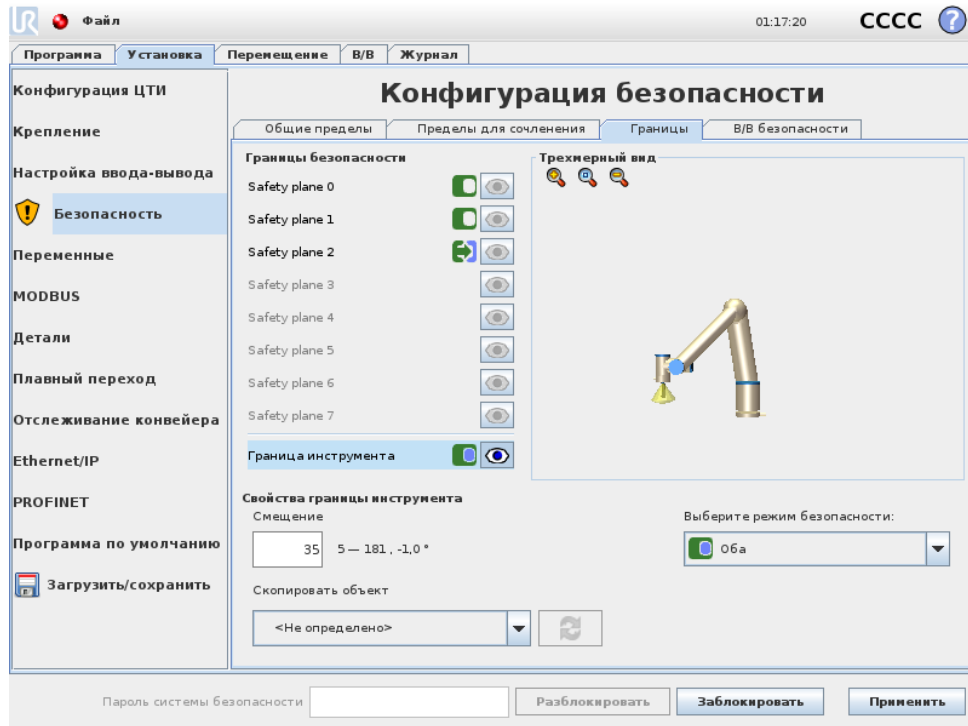 UR Файл 01:17:20 CCCC ?
Программа Установка Перемещение В/В Журнал
Конфигурация ЦТИ
Крепление
Настройка ввода-вывода
Безопасность
Переменные
MODBUS
Детали
Плавный переход
Отслеживание конвейера
Ethernet/IP
PROFINET
Программа по умолчанию
Загрузить/сохранить
Конфигурация безопасности
Общие пределы Пределы для сочленения Границы В/В безопасности
Границы безопасности
Safety plane 0
Safety plane 1
Safety plane 2
Safety plane 3
Safety plane 4
Safety plane 5
Safety plane 6
Safety plane 7
Граница инструмента
Трехмерный вид
Свойства границы инструмента
Смещение
35 5 — 181 , -1,0 °
Выберите режим безопасности:
Оба
Скопировать объект
<Не определено>
Пароль системы безопасности Разблокировать Заблокировать Применить